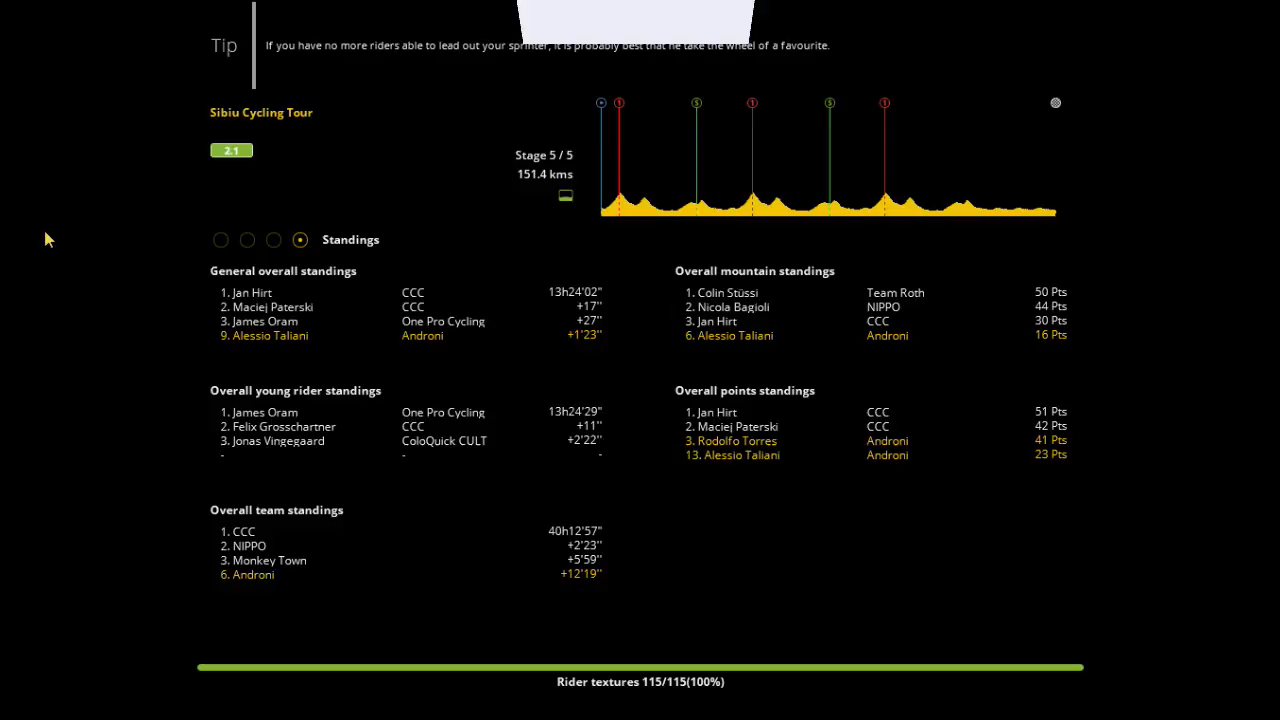 Tip
If you have no more riders able to lead out your sprinter, it is probably best that he take the wheel of a favourite.
Sibiu Cycling Tour
2.1
Stage 5 / 5
151.4 kms
1 S 1 S 1
Standings
General overall standings
1. Jan Hirt CCC 13h24'02''
2. Maciej Paterski CCC +17''
3. James Oram One Pro Cycling +27''
9. Alessio Taliani Androni +1'23''
Overall mountain standings
1. Colin Stüssi Team Roth 50 Pts
2. Nicola Bagioli NIPPO 44 Pts
3. Jan Hirt CCC 30 Pts
6. Alessio Taliani Androni 16 Pts
Overall young rider standings
1. James Oram One Pro Cycling 13h24'29''
2. Felix Grosschartner CCC +11''
3. Jonas Vingegaard ColoQuick CULT +2'22''
- - -
Overall points standings
1. Jan Hirt CCC 51 Pts
2. Maciej Paterski CCC 42 Pts
3. Rodolfo Torres Androni 41 Pts
13. Alessio Taliani Androni 23 Pts
Overall team standings
1. CCC 40h12'57''
2. NIPPO +2'23''
3. Monkey Town +5'59''
6. Androni +12'19''
Rider textures 115/115(100%)